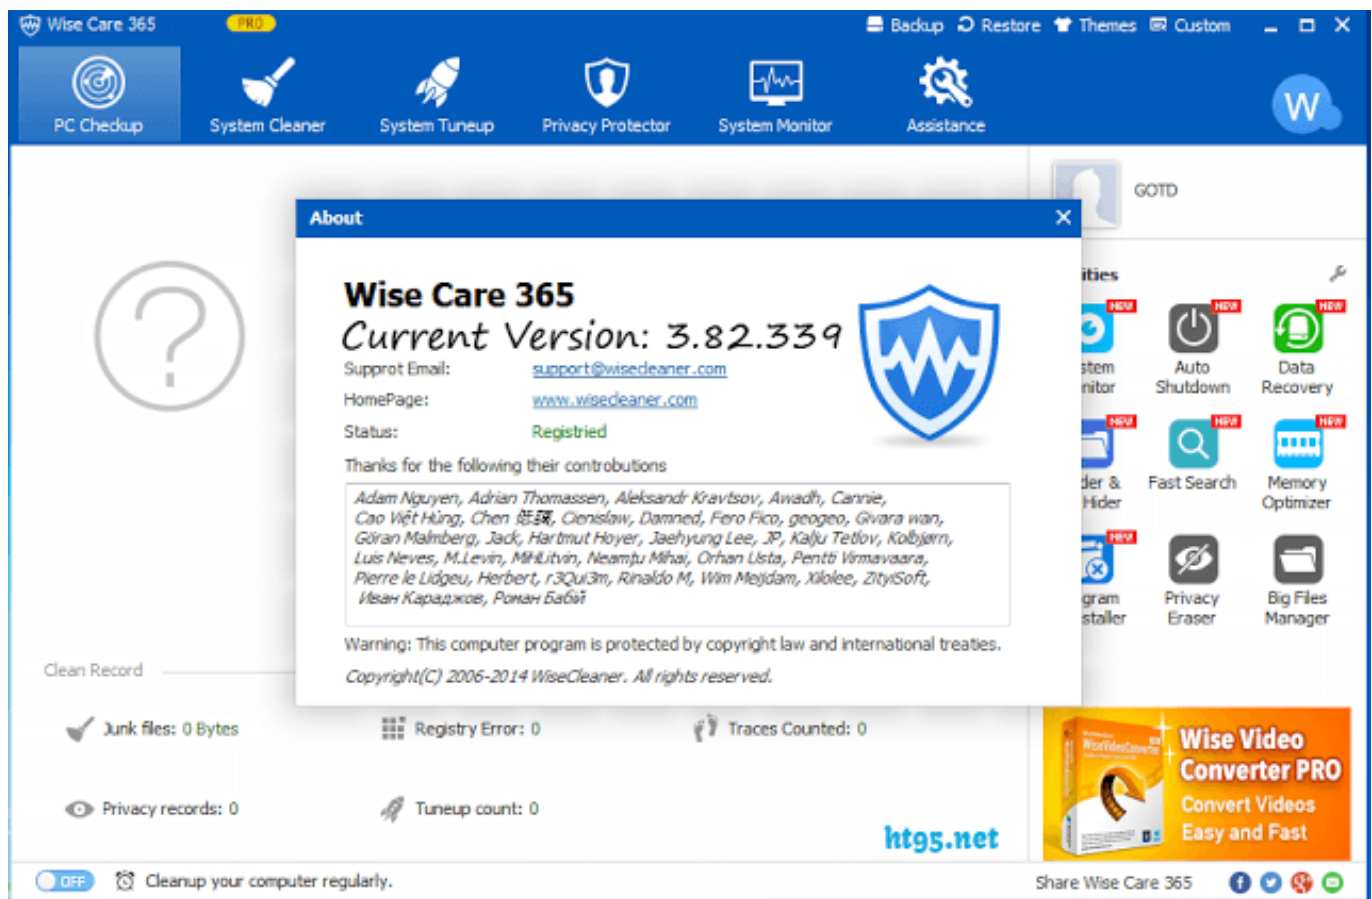 Wise Care 365 PRO Backup Restore Themes Custom
PC Checkup System Cleaner System Tuneup Privacy Protector System Monitor Assistance
W
GOTD
About
Wise Care 365
Current Version: 3.82.339
Supprot Email: support@wisecleaner.com
HomePage: www.wisecleaner.com
Status: Registried
Thanks for the following their controbutions
Adam Nguyen, Adrian Thomassen, Aleksandr Kravtsov, Awadh, Cannie,
Cao Việt Hùng, Chen Cienislaw, Damned, Fero Fico, geogeo, Givara wan,
Göran Malmberg, Jack, Hartmut Hoyer, Jaehyung Lee, JP, Kalju Tetlov, Kolbjørn,
Luis Neves, M.Levin, MiHLitvin, Neamțu Mihai, Orhan Usta, Pentti Virmavaara,
Pierre le Lidgeu, Herbert, r3Qui3m, Rinaldo M, Wim Meijdam, Xilolee, ZityiSoft,
Иван Караджов, Роман Бабій
Warning: This computer program is protected by copyright law and international treaties.
Copyright(C) 2006-2014 WiseCleaner. All rights reserved.
ities
NEW NEW NEW
stem Auto Data
nitor Shutdown Recovery
NEW NEW NEW
der & Fast Search Memory
Hider Optimizer
NEW
gram Privacy Big Files
staller Eraser Manager
Clean Record
Junk files: 0 Bytes Registry Error: 0 Traces Counted: 0
Privacy records: 0 Tuneup count: 0
Wise Video
Converter PRO
Convert Videos
Easy and Fast
ht95.net
OFF Cleanup your computer regularly. Share Wise Care 365